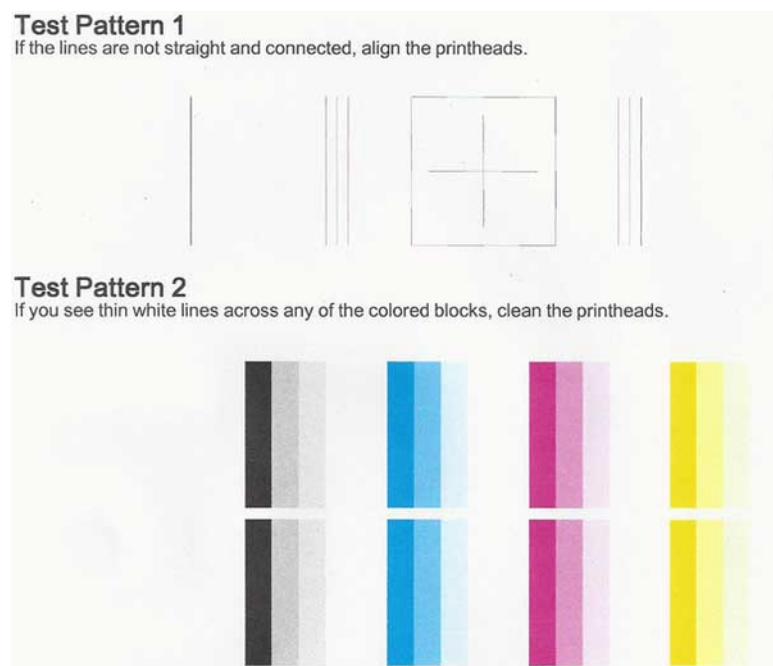 Test Pattern 1
If the lines are not straight and connected, align the printheads.
Test Pattern 2
If you see thin white lines across any of the colored blocks, clean the printheads.